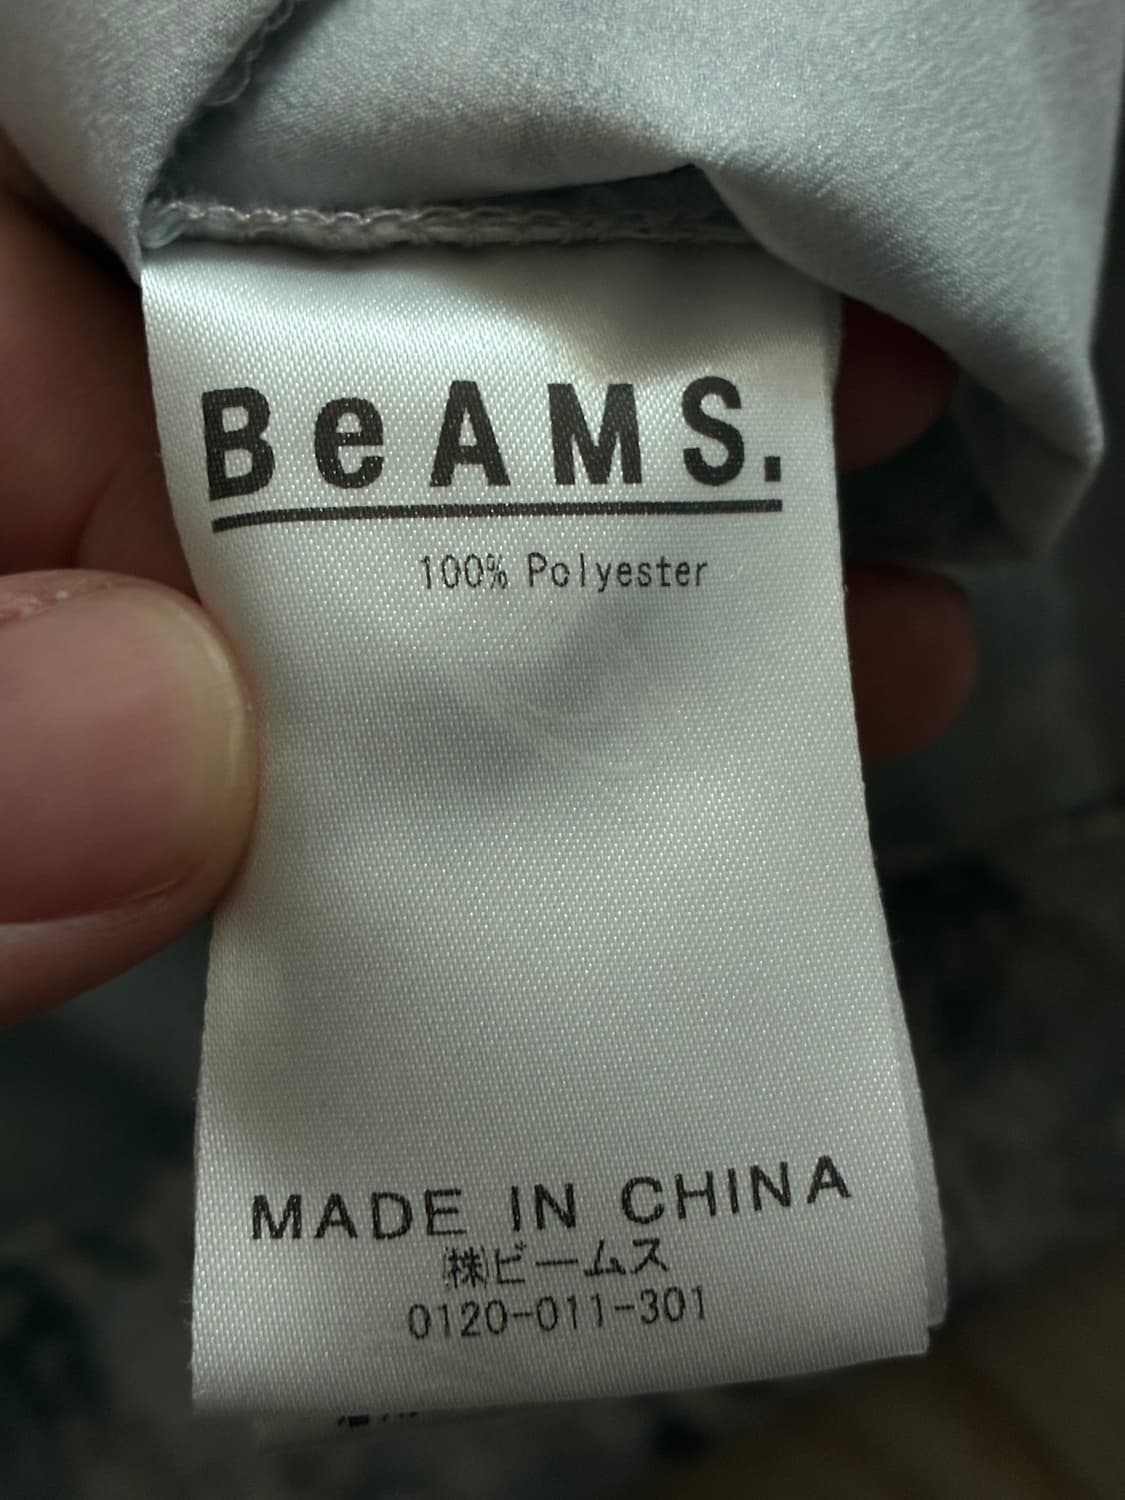 BeAMS.
100% Polyester
MADE IN CHINA
㈱ビームス
0120-011-301